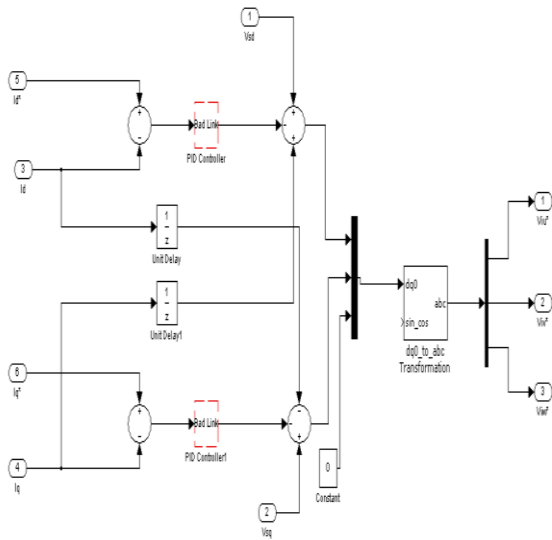 1
Vsd
5
Id*
+
-
Bad Link
PID Controller
+
-
+
3
Id
1
z
Unit Delay
1
z
Unit Delay1
dq0
abc
sin_cos
dq0_to_abc
Transformation
1
Viu*
2
Viv*
3
Viw*
6
Iq*
+
-
Bad Link
PID Controller1
-
-
+
4
Iq
0
Constant
2
Vsq